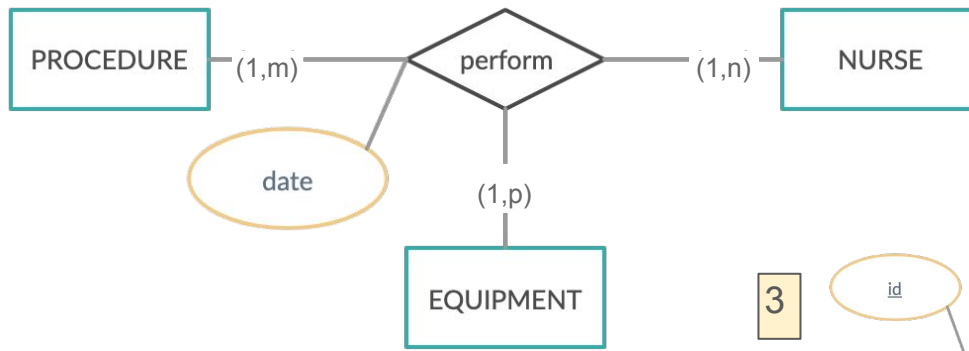 PROCEDURE (1,m) perform (1,n) NURSE
date
(1,p)
EQUIPMENT
3 id